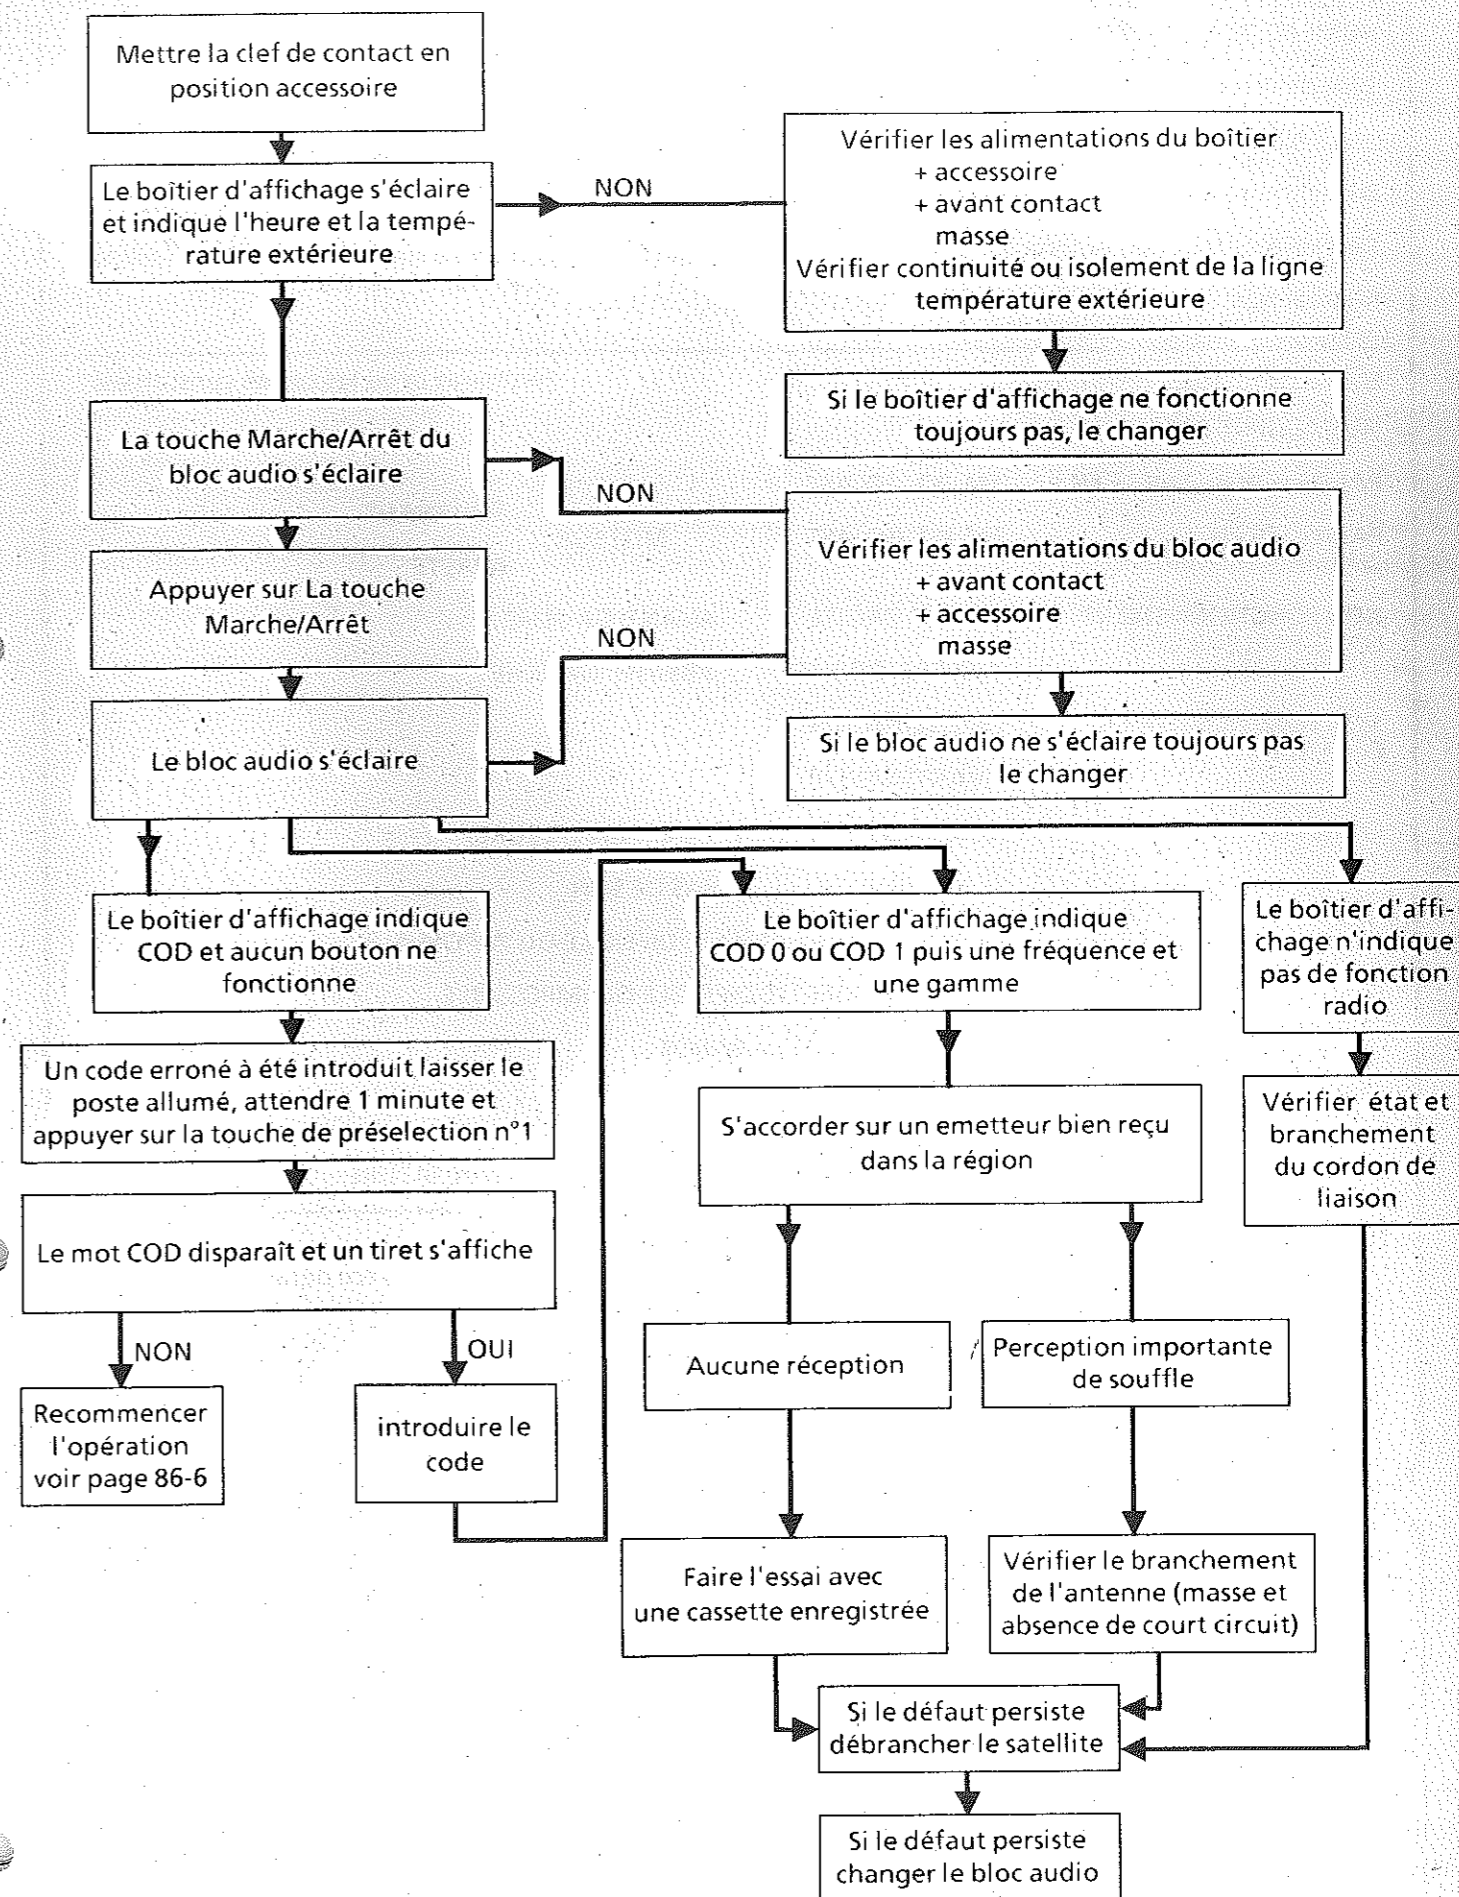 Mettre la clef de contact en
position accessoire
Le boîtier d'affichage s'éclaire
et indique l'heure et la tempé-
rature extérieure
NON
Vérifier les alimentations du boîtier
+ accessoire
+ avant contact
masse
Vérifier continuité ou isolement de la ligne
température extérieure
Si le boîtier d'affichage ne fonctionne
toujours pas, le changer
La touche Marche/Arrêt du
bloc audio s'éclaire
NON
Appuyer sur La touche
Marche/Arrêt
Vérifier les alimentations du bloc audio
+ avant contact
+ accessoire
masse
NON
Le bloc audio s'éclaire
Si le bloc audio ne s'éclaire toujours pas
le changer
Le boîtier d'affichage indique
COD et aucun bouton ne
fonctionne
Un code erroné à été introduit laisser le
poste allumé, attendre 1 minute et
appuyer sur la touche de préselection n°1
Le mot COD disparaît et un tiret s'affiche
NON
OUI
Recommencer
l'opération
voir page 86-6
introduire le
code
Le boîtier d'affichage indique
COD 0 ou COD 1 puis une fréquence et
une gamme
S'accorder sur un emetteur bien reçu
dans la région
Aucune réception
Perception importante
de souffle
Faire l'essai avec
une cassette enregistrée
Vérifier le branchement
de l'antenne (masse et
absence de court circuit)
Le boîtier d'affi-
chage n'indique
pas de fonction
radio
Vérifier état et
branchement
du cordon de
liaison
Si le défaut persiste
débrancher le satellite
Si le défaut persiste
changer le bloc audio